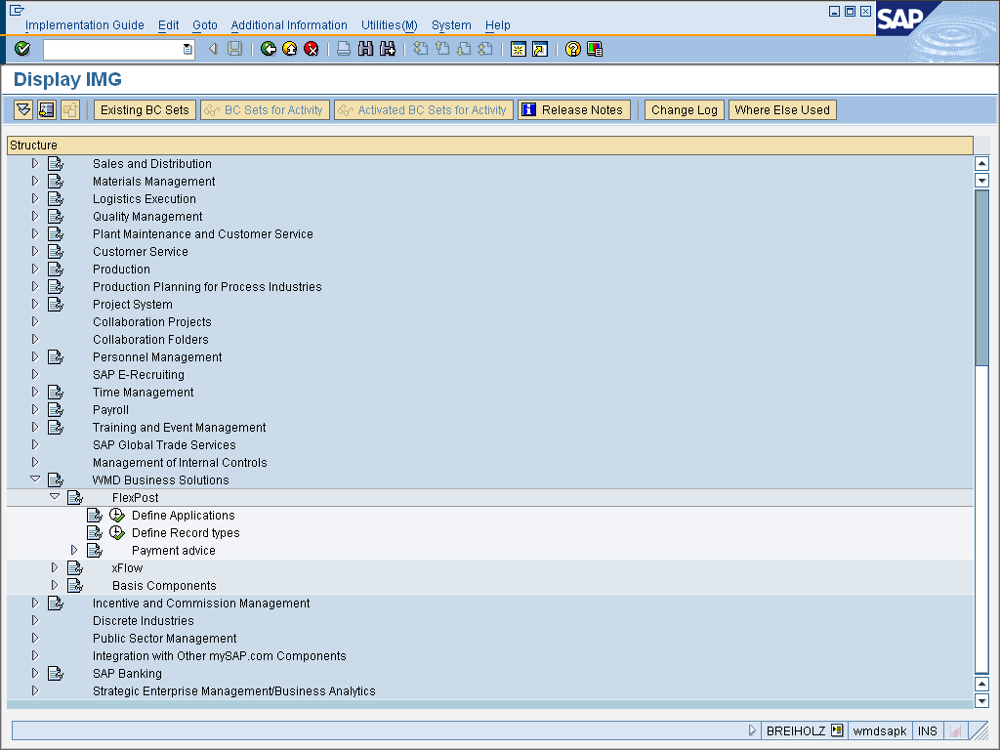 Implementation Guide Edit Goto Additional Information Utilities(M) System Help
SAP
Display IMG
Existing BC Sets BC Sets for Activity Activated BC Sets for Activity Release Notes Change Log Where Else Used
Structure
Sales and Distribution
Materials Management
Logistics Execution
Quality Management
Plant Maintenance and Customer Service
Customer Service
Production
Production Planning for Process Industries
Project System
Collaboration Projects
Collaboration Folders
Personnel Management
SAP E-Recruiting
Time Management
Payroll
Training and Event Management
SAP Global Trade Services
Management of Internal Controls
WMD Business Solutions
FlexPost
Define Applications
Define Record types
Payment advice
xFlow
Basis Components
Incentive and Commission Management
Discrete Industries
Public Sector Management
Integration with Other mySAP.com Components
SAP Banking
Strategic Enterprise Management/Business Analytics
BREIHOLZ wmdsapk INS